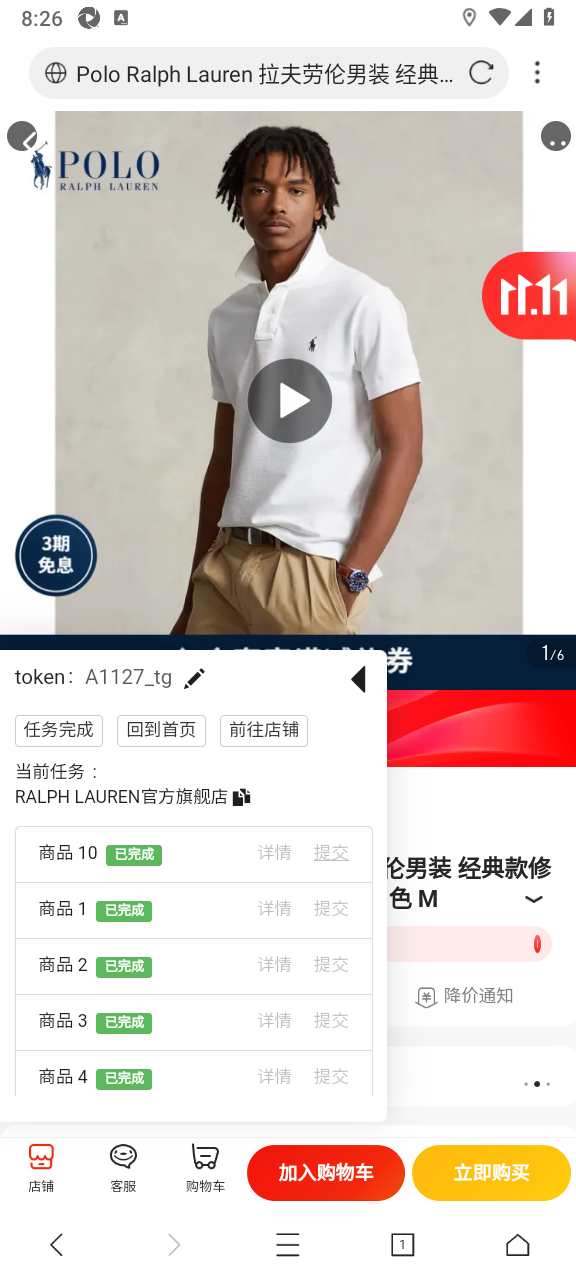 8:26
A
Polo Ralph Lauren 拉夫劳伦男装 经典...
POLO
RALPH LAUREN
11.11
3期
免息
券
1/6
token： A1127_tg
任务完成
回到首页
前往店铺
当前任务：
RALPH LAUREN官方旗舰店
商品 10 已完成 详情 提交
商品 1 已完成 详情 提交
商品 2 已完成 详情 提交
商品 3 已完成 详情 提交
商品 4 已完成 详情 提交
伦男装 经典款修
色 M
降价通知
店铺
客服
购物车
加入购物车
立即购买
1